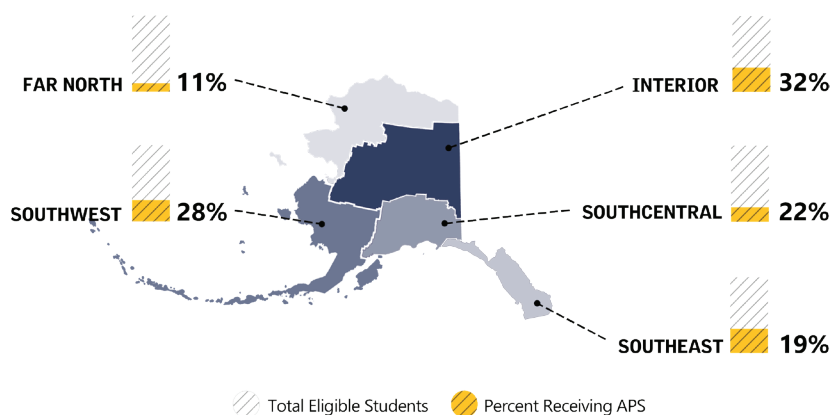 FAR NORTH 11%
INTERIOR 32%
SOUTHWEST 28%
SOUTHCENTRAL 22%
SOUTHEAST 19%
Total Eligible Students Percent Receiving APS